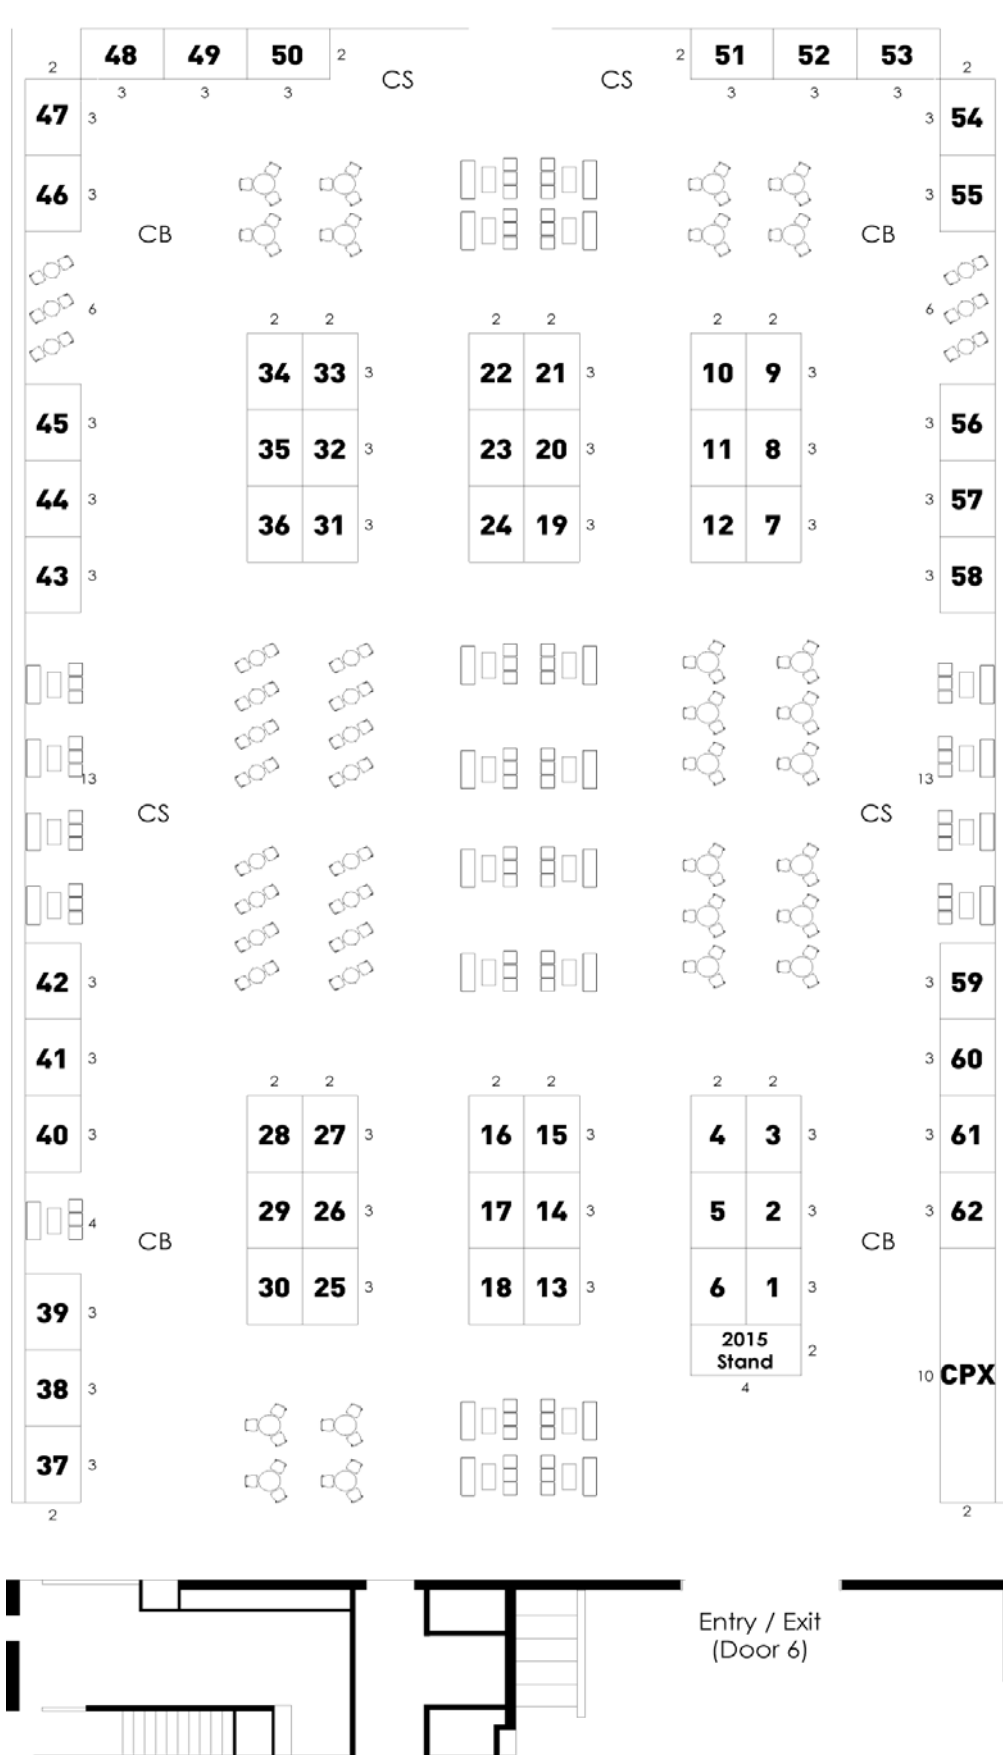 48 49 50 2 2 51 52 53
CS CS
2 2
3 3 3 3 3 3
47 3 3 54
46 3 3 55
CB CB
6 6
2 2 2 2 2 2
34 33 3 22 21 3 10 9 3
45 3 35 32 3 23 20 3 11 8 3 3 56
44 3 36 31 3 24 19 3 12 7 3 3 57
43 3 3 58
13 13
CS CS
42 3 3 59
41 3 3 60
2 2 2 2 2 2
40 3 28 27 3 16 15 3 4 3 3 3 61
4 29 26 3 17 14 3 5 2 3 3 62
CB CB
39 3 30 25 3 18 13 3 6 1 3
2015
Stand 2
38 3 4 10 CPX
37 3
2 2
Entry / Exit
(Door 6)